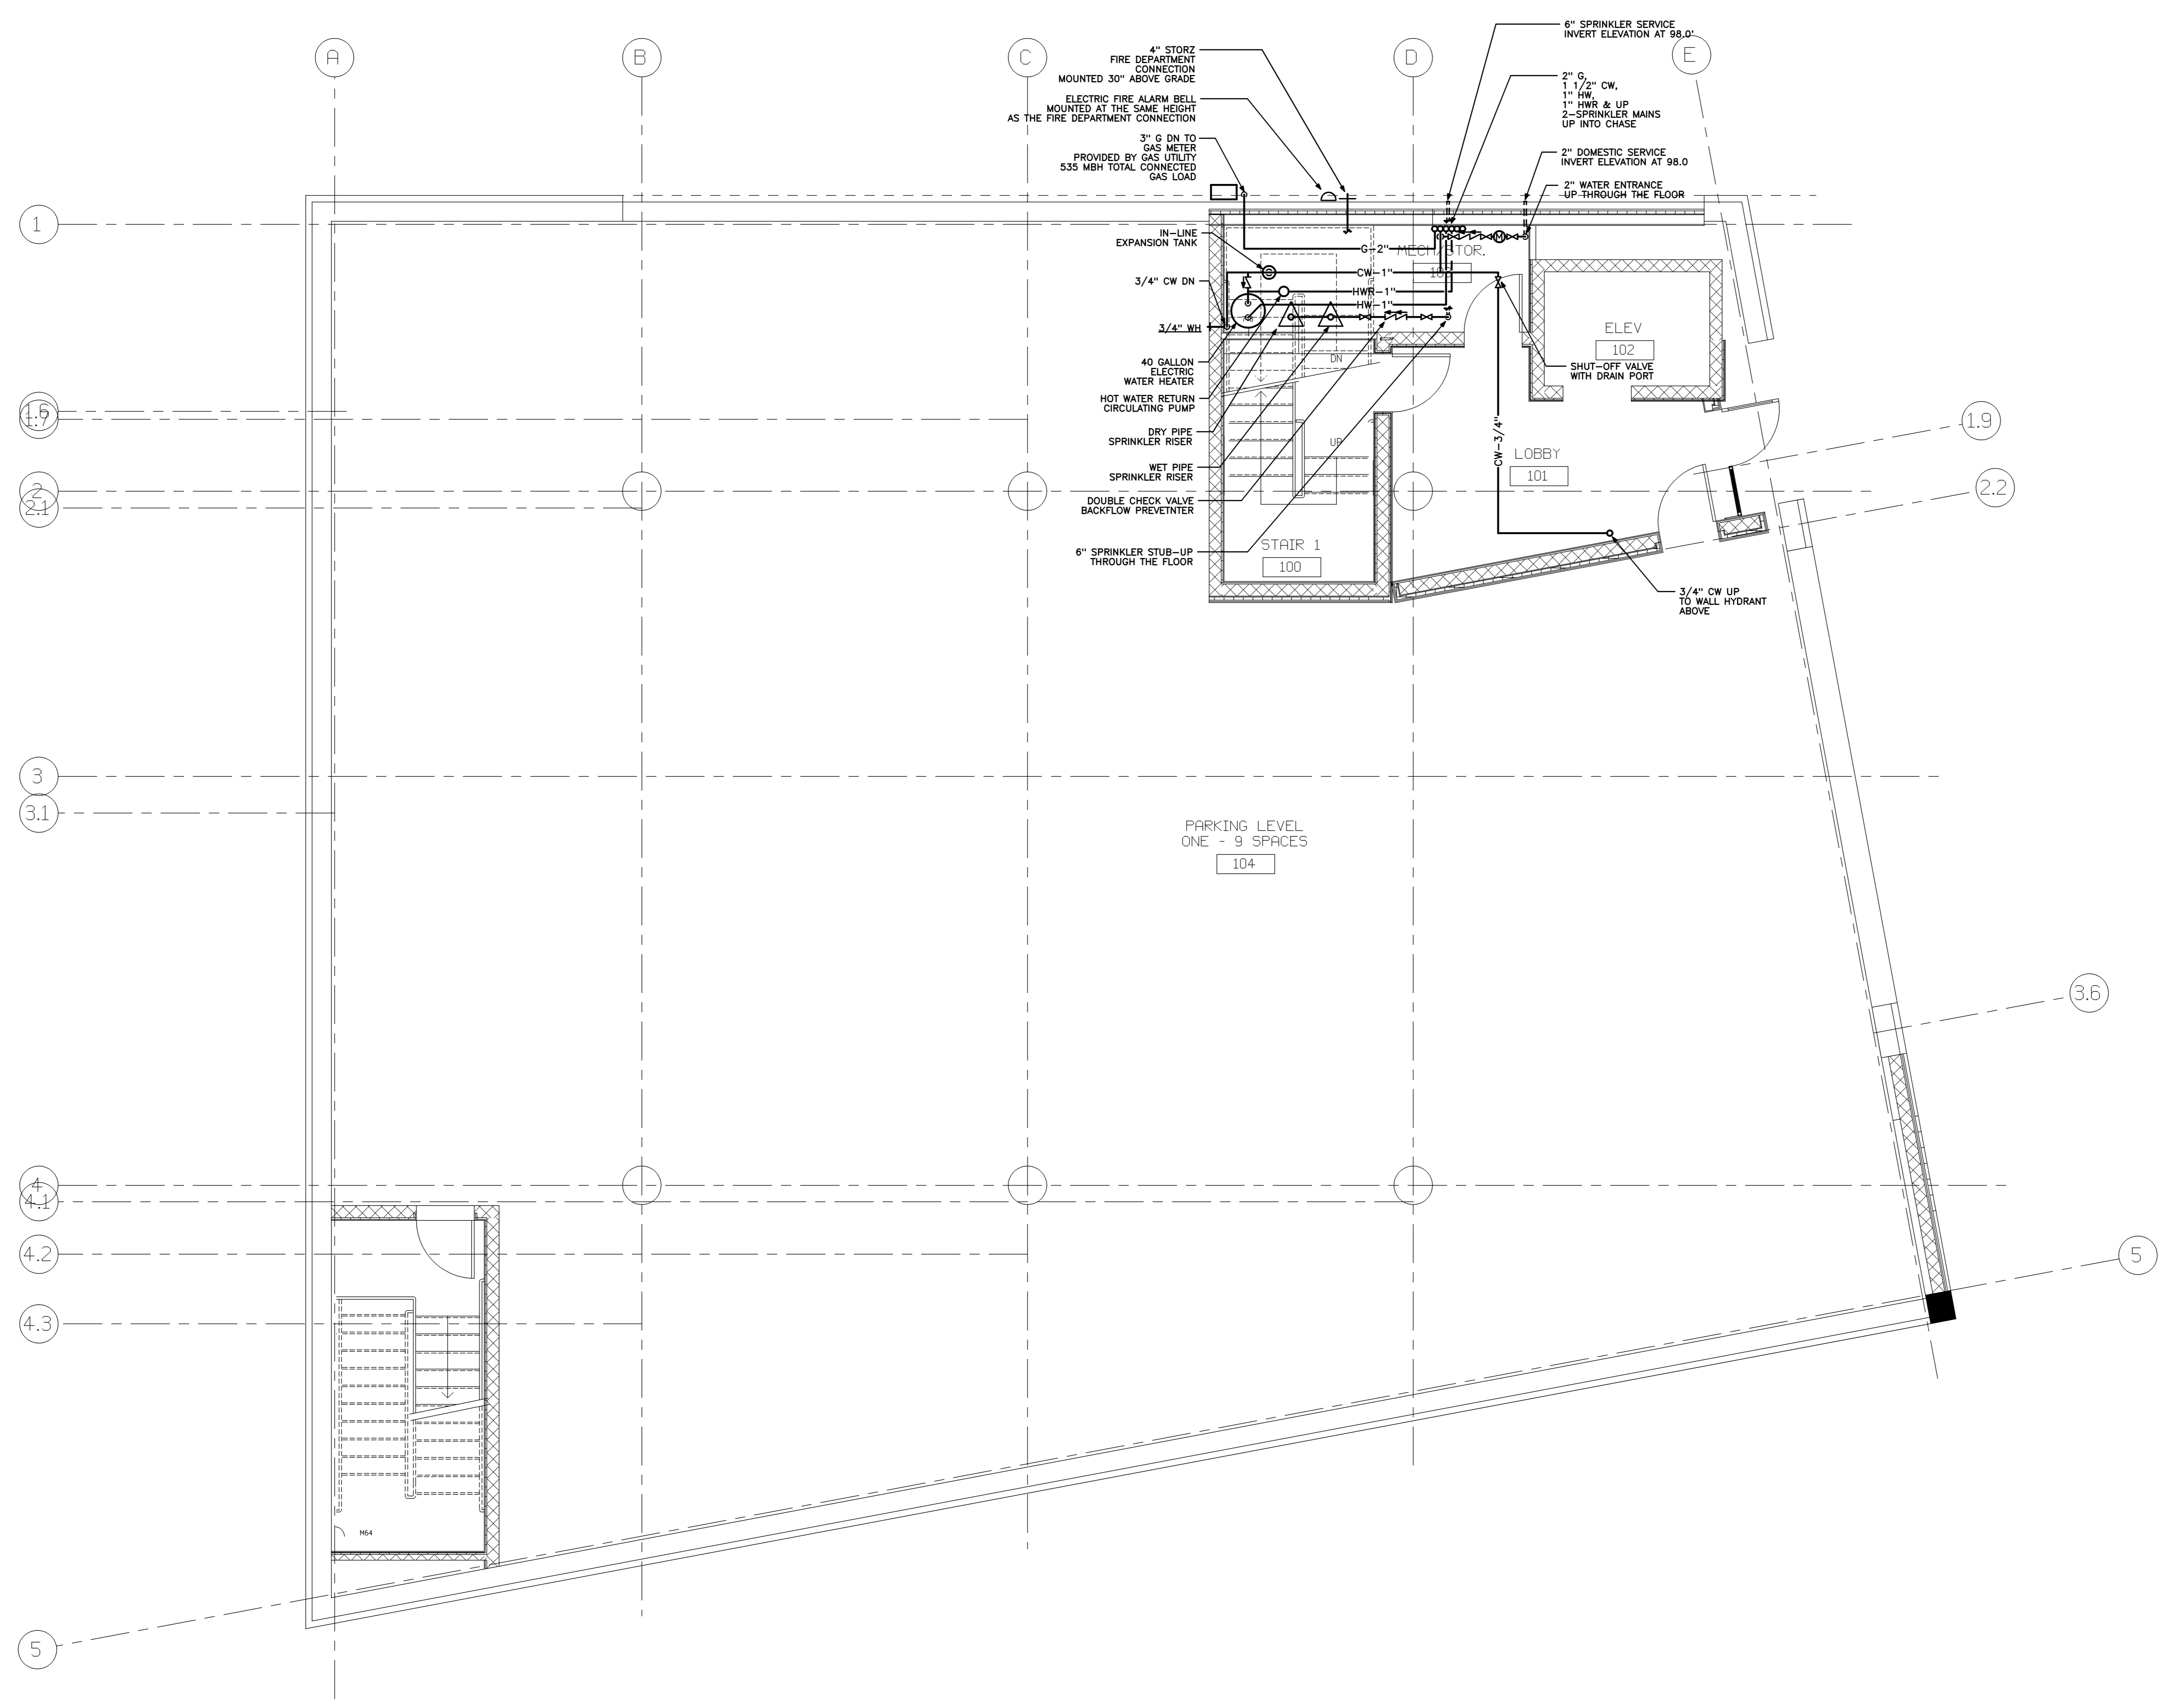 6" SPRINKLER SERVICE
INVERT ELEVATION AT 98.0'
A
B
C
D
E
4" STORZ
FIRE DEPARTMENT
CONNECTION
MOUNTED 30" ABOVE GRADE
2" G,
1 1/2" CW,
1" HW,
1" HWR & UP
2-SPRINKLER MAINS
UP INTO CHASE
ELECTRIC FIRE ALARM BELL
MOUNTED AT THE SAME HEIGHT
AS THE FIRE DEPARTMENT CONNECTION
3" G DN TO
GAS METER
PROVIDED BY GAS UTILITY
535 MBH TOTAL CONNECTED
GAS LOAD
2" DOMESTIC SERVICE
INVERT ELEVATION AT 98.0
2" WATER ENTRANCE
UP THROUGH THE FLOOR
1
IN-LINE
EXPANSION TANK
M
G-2"
MECH/STOR.
CW-1"
3/4" CW DN
HWR-1"
HW-1"
3/4" WH
ELEV
102
DN
40 GALLON
ELECTRIC
WATER HEATER
SHUT-OFF VALVE
WITH DRAIN PORT
HOT WATER RETURN
CIRCULATING PUMP
1.6
1.7
1.9
DRY PIPE
SPRINKLER RISER
UP
CW-3/4"
LOBBY
101
WET PIPE
SPRINKLER RISER
2
2.1
2.2
DOUBLE CHECK VALVE
BACKFLOW PREVETNTER
STAIR 1
100
6" SPRINKLER STUB-UP
THROUGH THE FLOOR
3/4" CW UP
TO WALL HYDRANT
ABOVE
3
3.1
PARKING LEVEL
ONE - 9 SPACES
104
3.6
4
4.1
4.2
5
4.3
M64
5